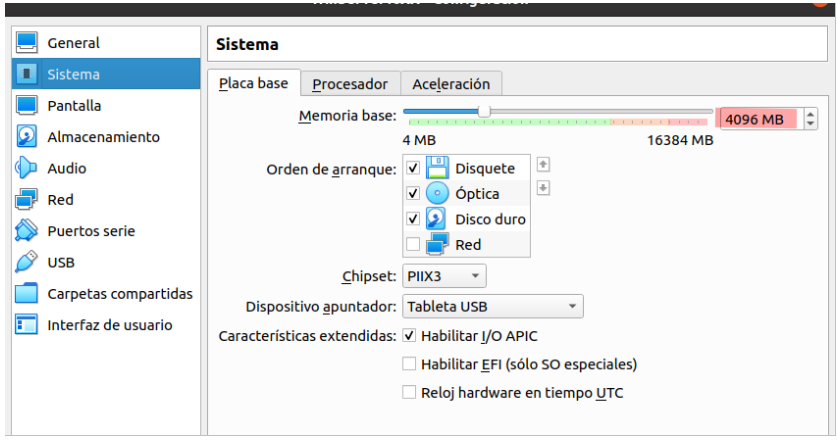 General
Sistema
Pantalla
Almacenamiento
Audio
Red
Puertos serie
USB
Carpetas compartidas
Interfaz de usuario
Sistema
Placa base Procesador Aceleración
Memoria base: 4096 MB
4 MB 16384 MB
Orden de arranque: Disquete
Óptica
Disco duro
Red
Chipset: PIIX3
Dispositivo apuntador: Tableta USB
Características extendidas: Habilitar I/O APIC
Habilitar EFI (sólo SO especiales)
Reloj hardware en tiempo UTC